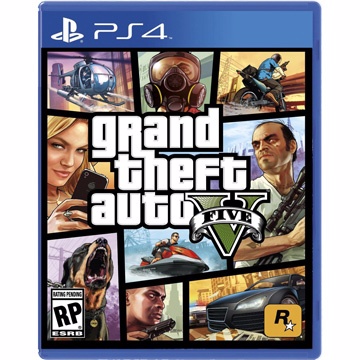 PS4
grand
theft
auto
V
FIVE
RATING PENDING
RP
ESRB
R★